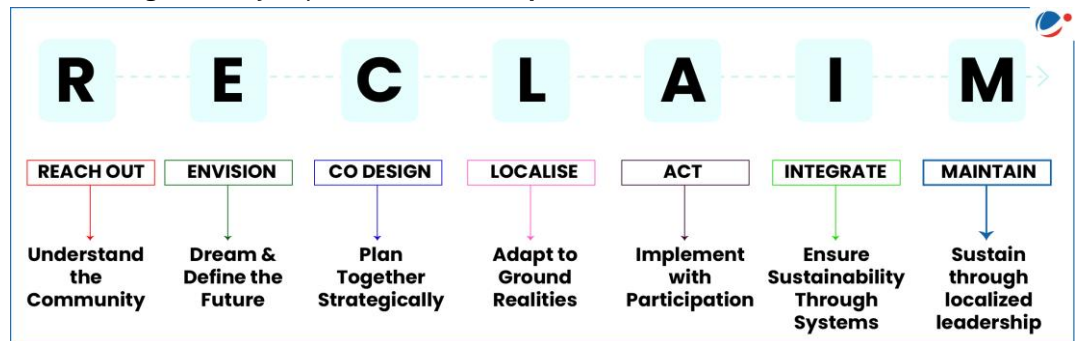 R E C L A I M
REACH OUT
ENVISION
CO DESIGN
LOCALISE
ACT
INTEGRATE
MAINTAIN
Understand
the
Community
Dream &
Define the
Future
Plan
Together
Strategically
Adapt to
Ground
Realities
Implement
with
Participation
Ensure
Sustainability
Through
Systems
Sustain
through
localized
leadership